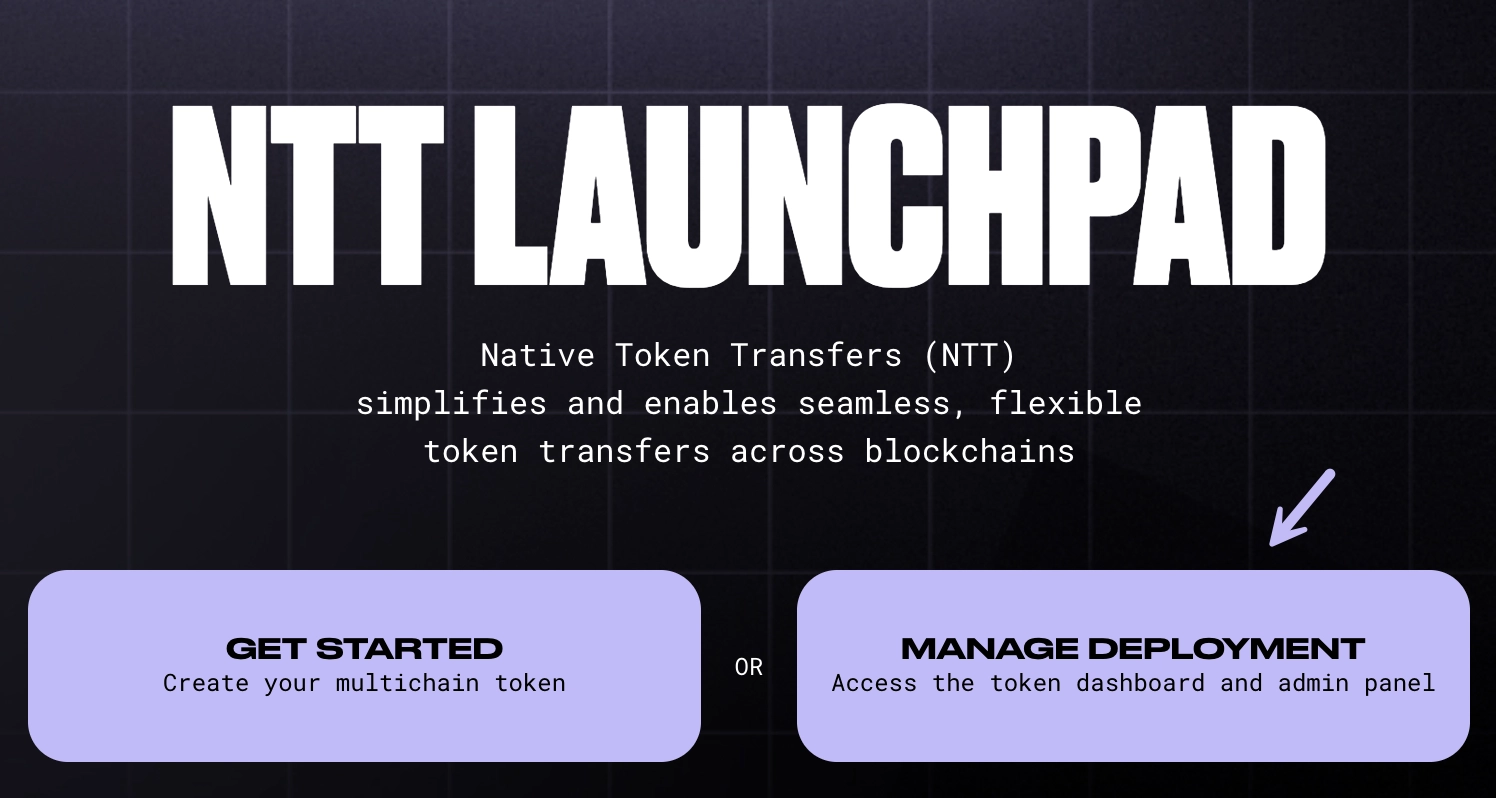 NTT LAUNCHPAD
Native Token Transfers (NTT)
simplifies and enables seamless, flexible
token transfers across blockchains
GET STARTED
Create your multichain token
OR
MANAGE DEPLOYMENT
Access the token dashboard and admin panel